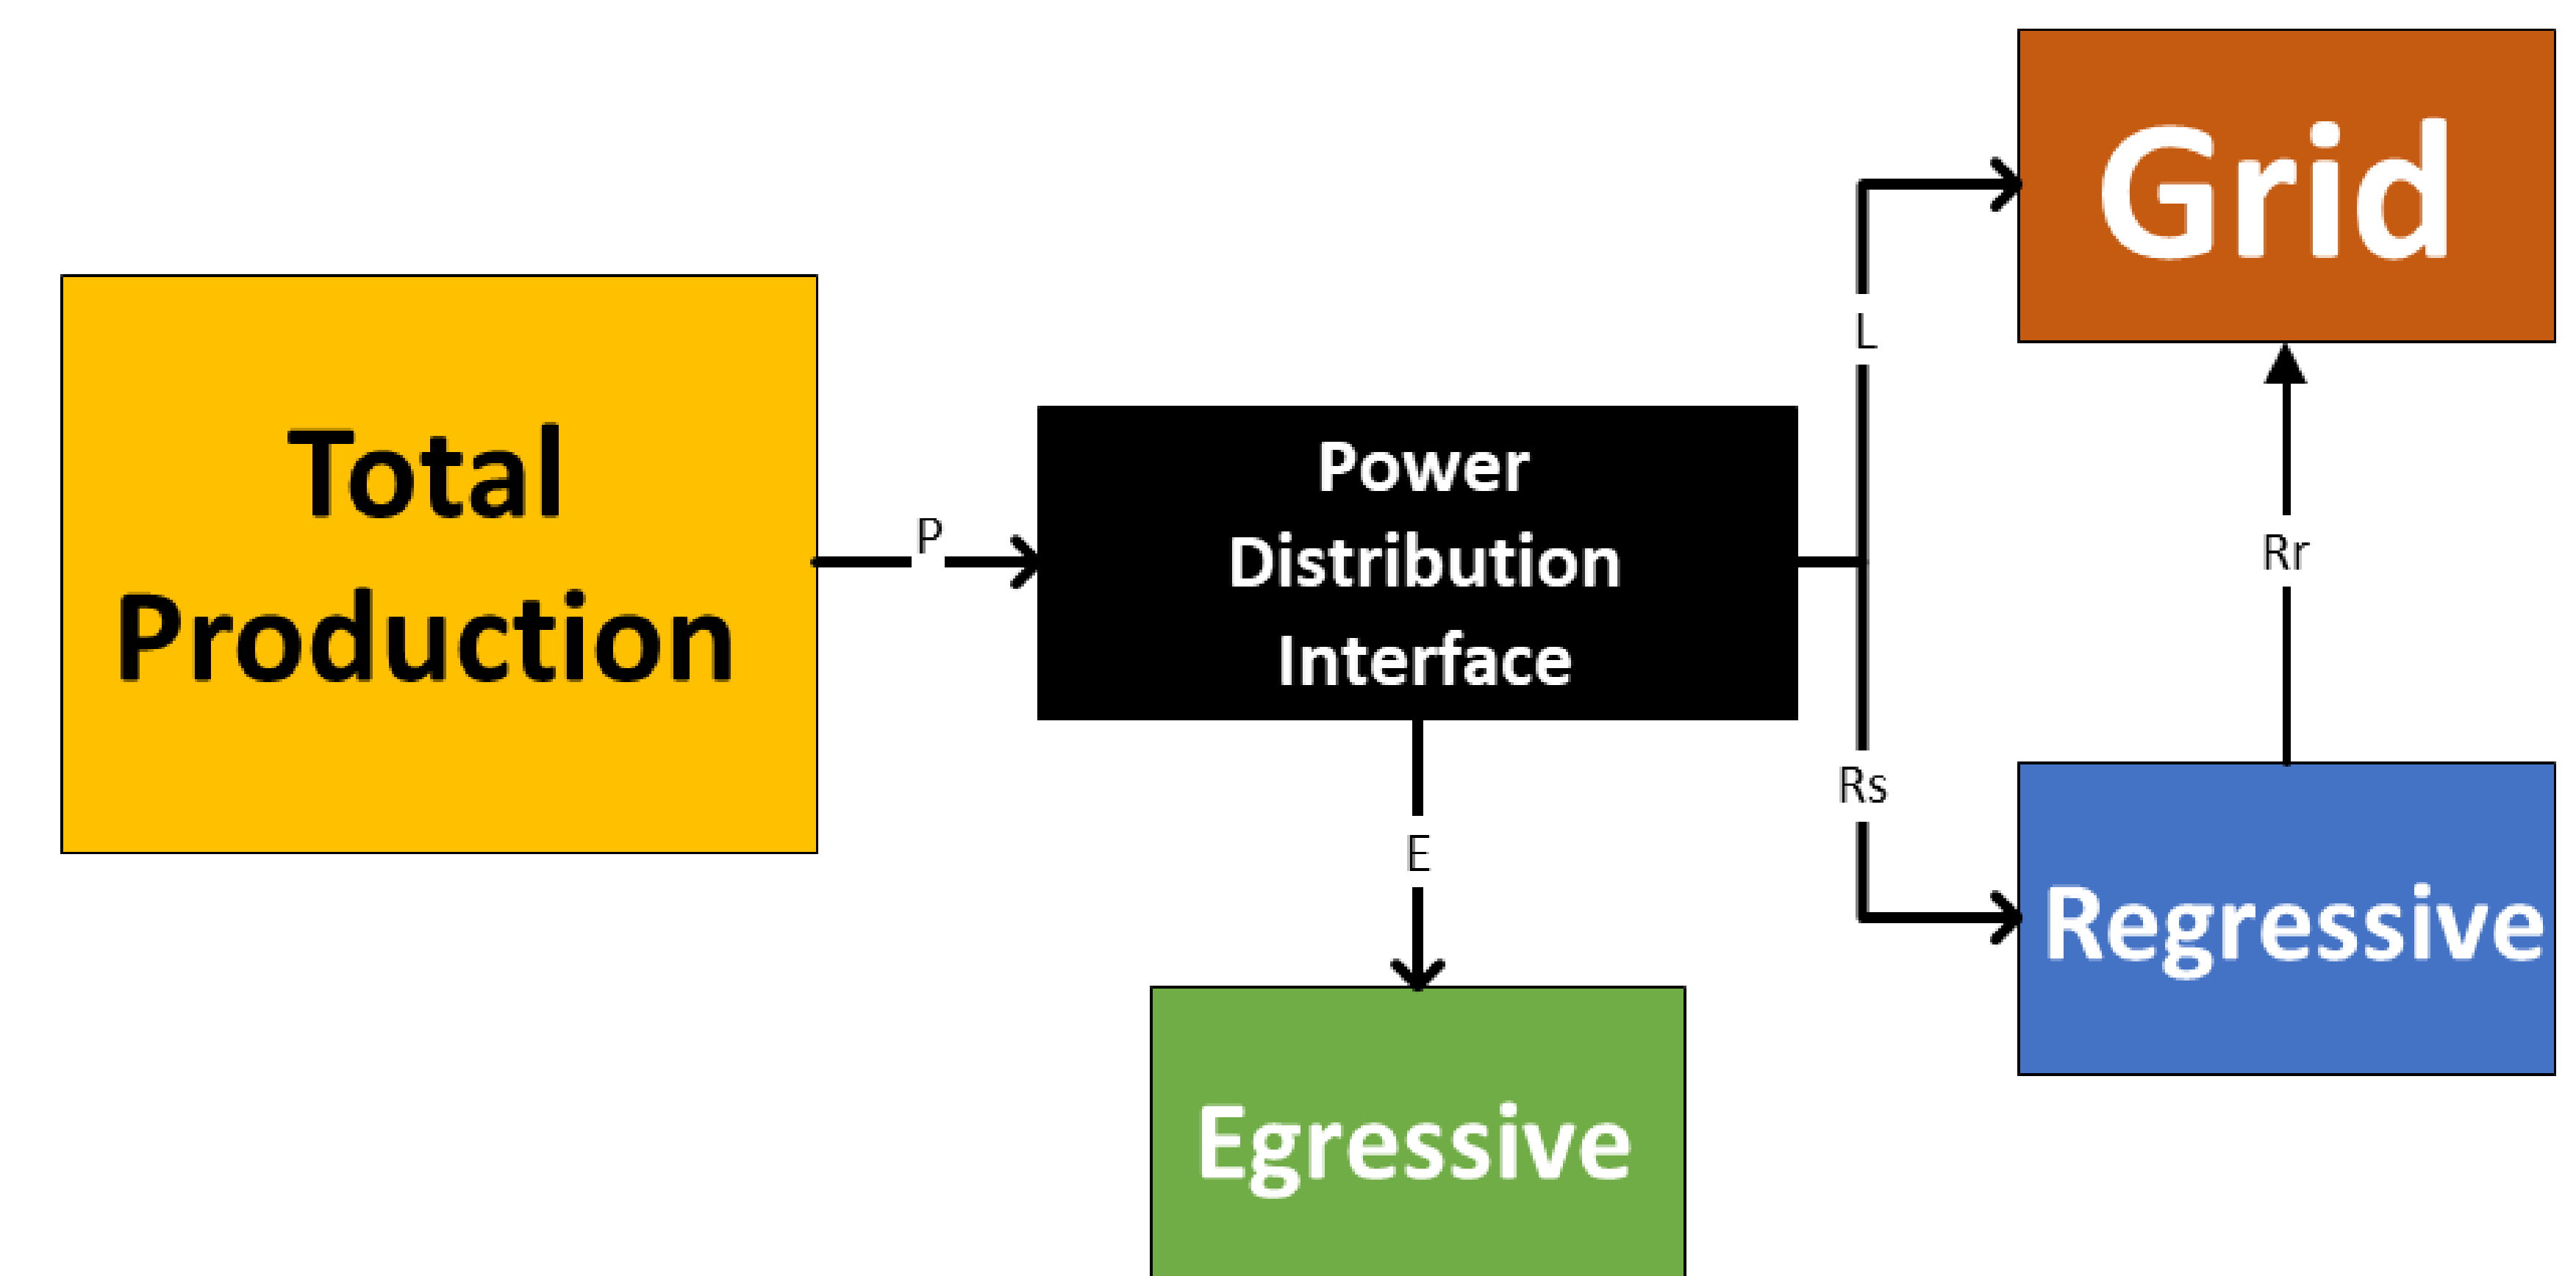 Grid
L
Total
Production
P
Power
Distribution
Interface
Rr
Rs
E
Regressive
Egressive